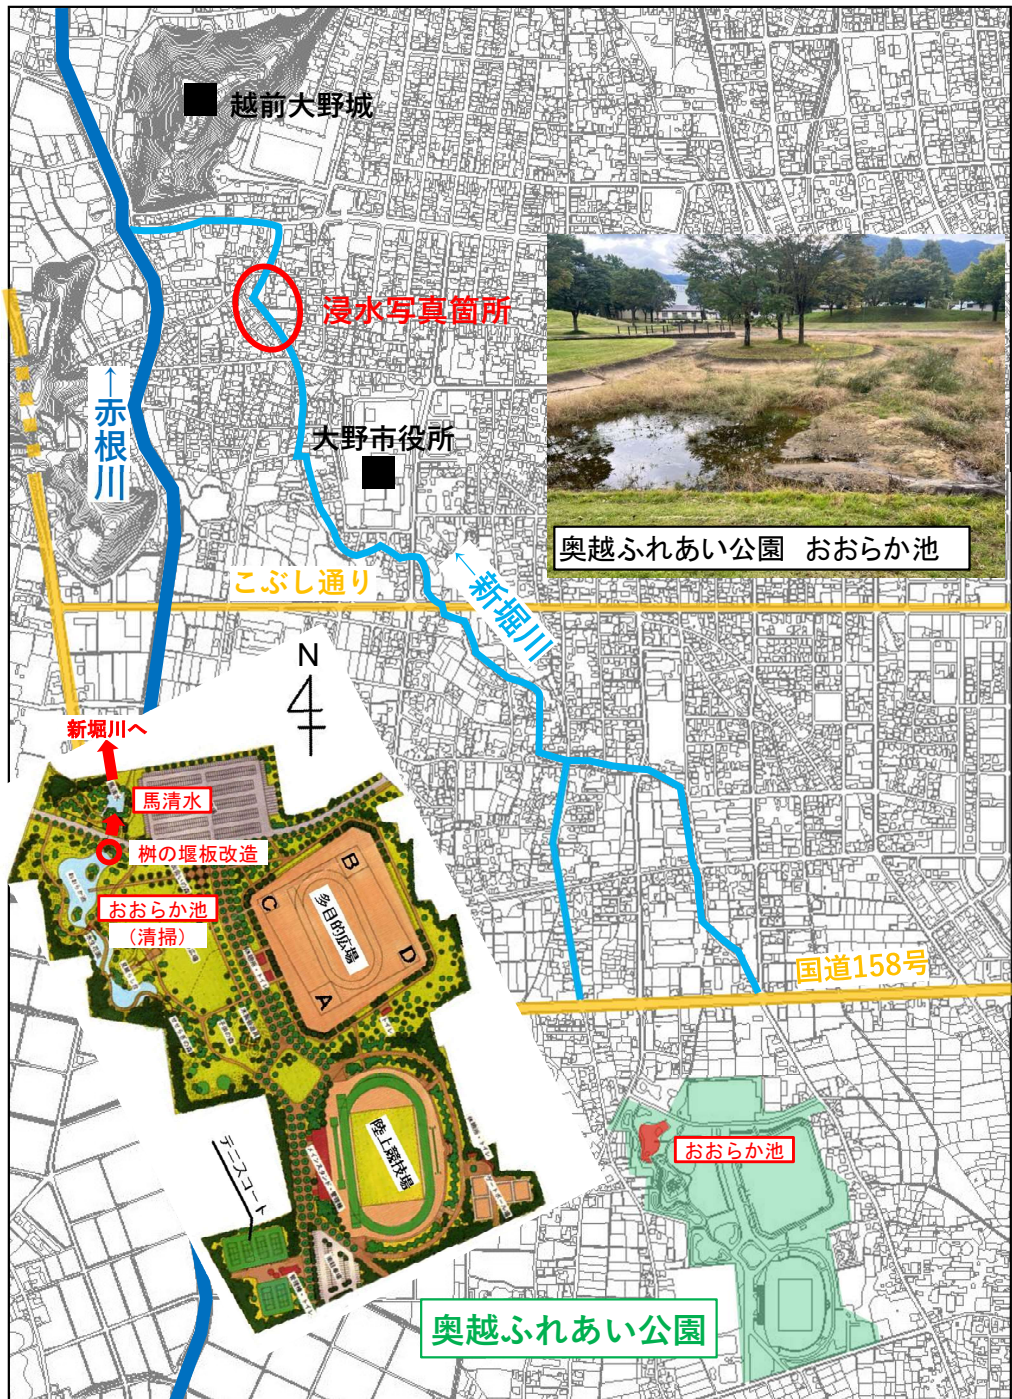 越前大野城
浸水写真箇所
←赤根川
大野市役所
奥越ふれあい公園 おおらか池
こぶし通り
←新堀川
N
新堀川へ
馬清水
桝の堰板改造
おおらか池
(清掃)
B
C
多目的広場
D
A
国道158号
陸上競技場
おおらか池
テニスコート
奥越ふれあい公園